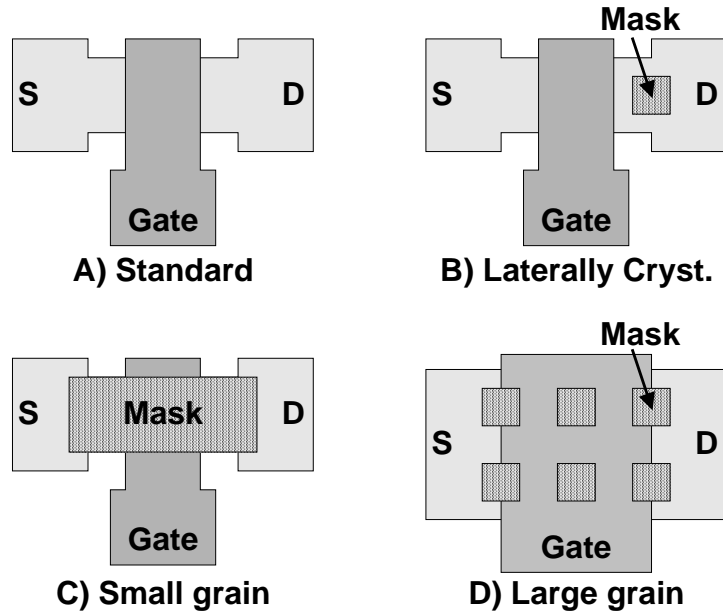 S
D
Gate
A) Standard
Mask
S
D
Gate
B) Laterally Cryst.
S
Mask
D
Gate
C) Small grain
Mask
S
D
Gate
D) Large grain